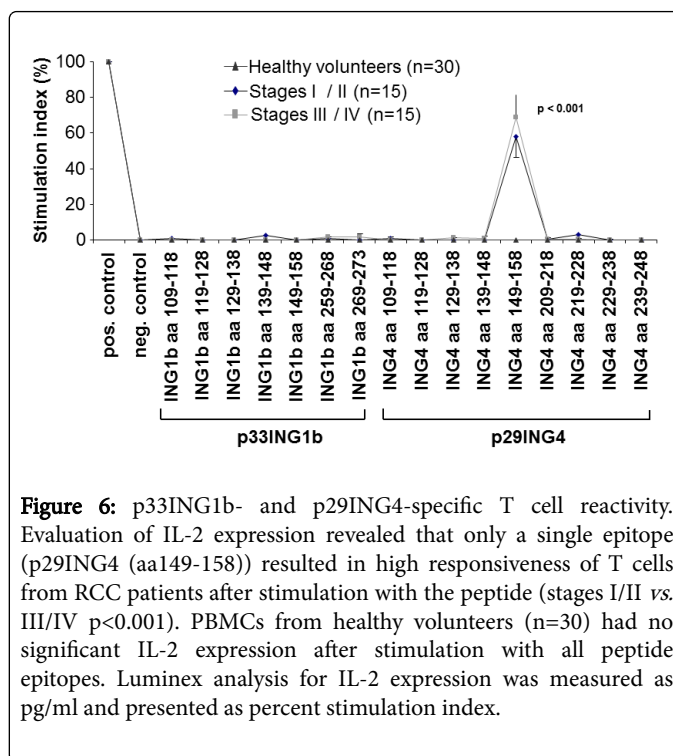 Stimulation index (%)
100
80
60
40
20
0
Healthy volunteers (n=30)
Stages I / II (n=15)
Stages III / IV (n=15)
p < 0.001
pos. control
neg. control
ING1b aa 109-118
ING1b aa 119-128
ING1b aa 129-138
ING1b aa 139-148
ING1b aa 149-158
ING1b aa 259-268
ING1b aa 269-273
ING4 aa 109-118
ING4 aa 119-128
ING4 aa 129-138
ING4 aa 139-148
ING4 aa 149-158
ING4 aa 209-218
ING4 aa 219-228
ING4 aa 229-238
ING4 aa 239-248
p33ING1b
p29ING4
Figure 6: p33ING1b- and p29ING4-specific T cell reactivity.
Evaluation of IL-2 expression revealed that only a single epitope
(p29ING4 (aa149-158)) resulted in high responsiveness of T cells
from RCC patients after stimulation with the peptide (stages I/II vs.
III/IV p<0.001). PBMCs from healthy volunteers (n=30) had no
significant IL-2 expression after stimulation with all peptide
epitopes. Luminex analysis for IL-2 expression was measured as
pg/ml and presented as percent stimulation index.